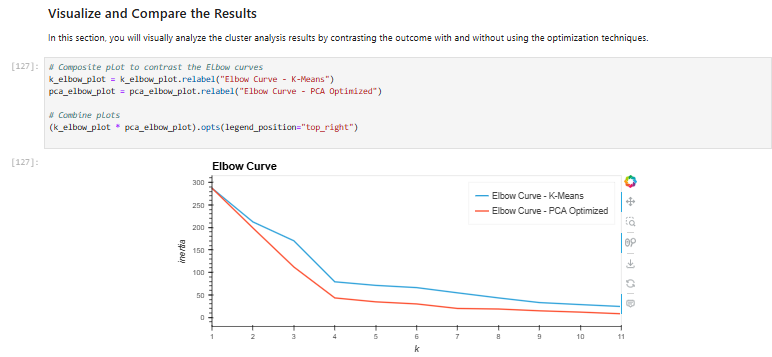 Visualize and Compare the Results
In this section, you will visually analyze the cluster analysis results by contrasting the outcome with and without using the optimization techniques.
[127]:
# Composite plot to contrast the Elbow curves
k_elbow_plot = k_elbow_plot.relabel("Elbow Curve - K-Means")
pca_elbow_plot = pca_elbow_plot.relabel("Elbow Curve - PCA Optimized")
# Combine plots
(k_elbow_plot * pca_elbow_plot).opts(legend_position="top_right")
[127]:
Elbow Curve
300
250
200
150
100
50
0
inertia
Elbow Curve - K-Means
Elbow Curve - PCA Optimized
1 2 3 4 5 6 7 8 9 10 11
k